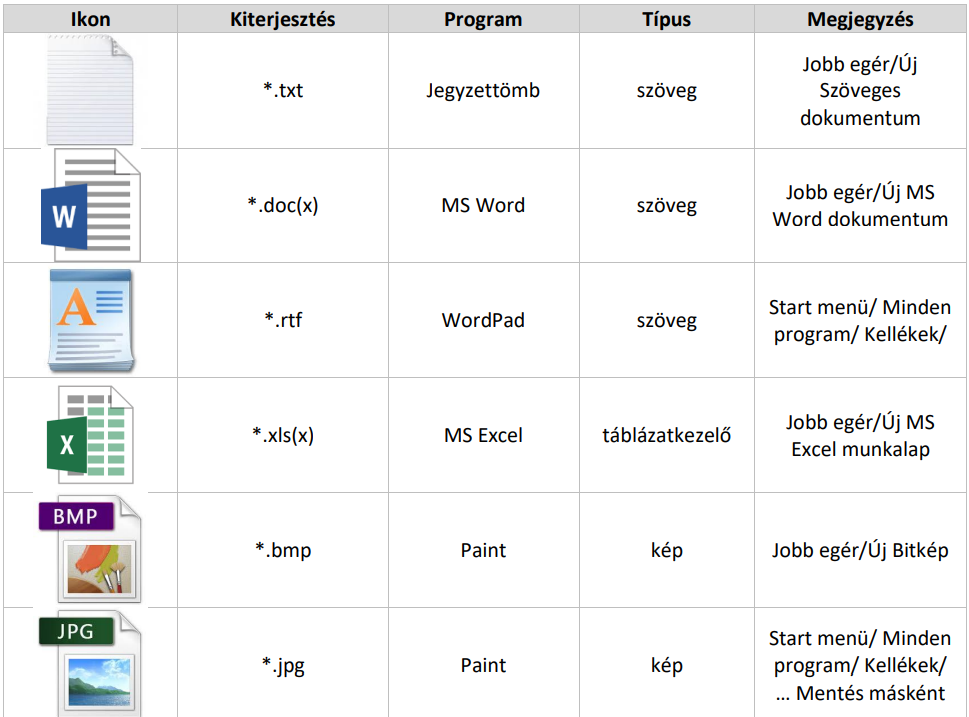 Ikon Kiterjesztés Program Típus Megjegyzés
*.txt Jegyzettömb szöveg Jobb egér/Új
Szöveges
dokumentum
W *.doc(x) MS Word szöveg Jobb egér/Új MS
Word dokumentum
A *.rtf WordPad szöveg Start menü/ Minden
program/ Kellékek/
X *.xls(x) MS Excel táblázatkezelő Jobb egér/Új MS
Excel munkalap
BMP *.bmp Paint kép Jobb egér/Új Bitkép
JPG *.jpg Paint kép Start menü/ Minden
program/ Kellékek/
... Mentés másként